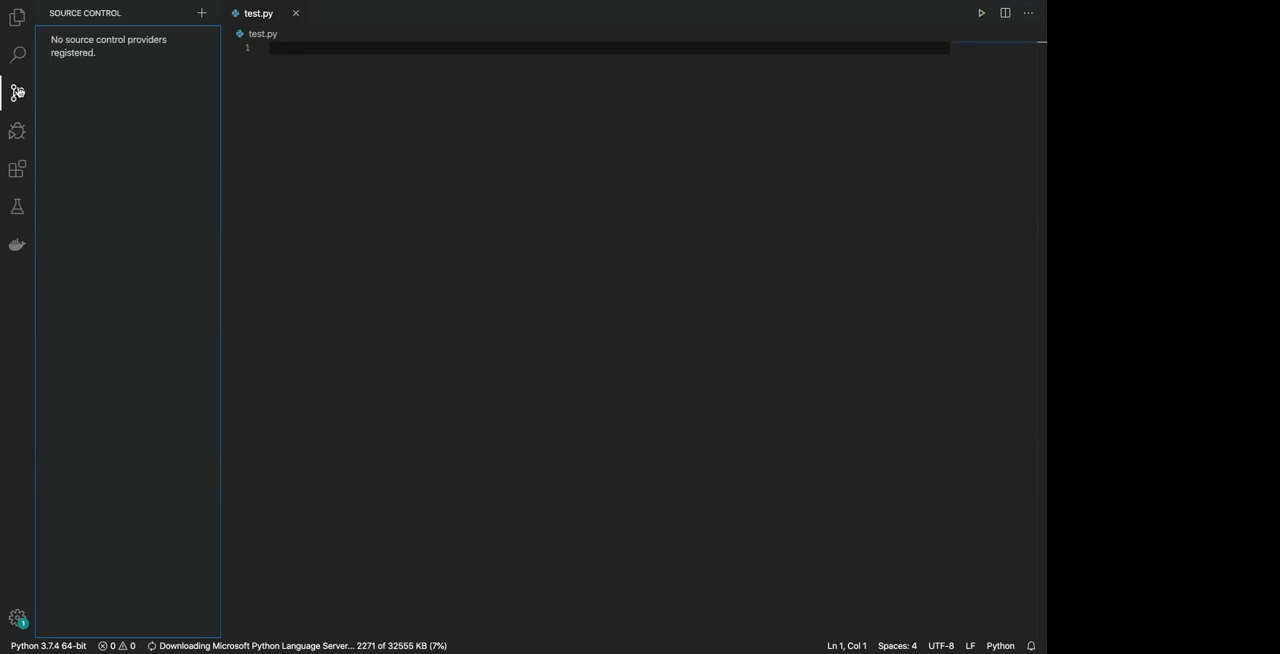 SOURCE CONTROL
test.py
No source control providers
registered.
test.py
1
1
Python 3.7.4 64-bit 0 0 Downloading Microsoft Python Language Server... 2271 of 32555 KB (7%) Ln 1, Col 1 Spaces: 4 UTF-8 LF Python